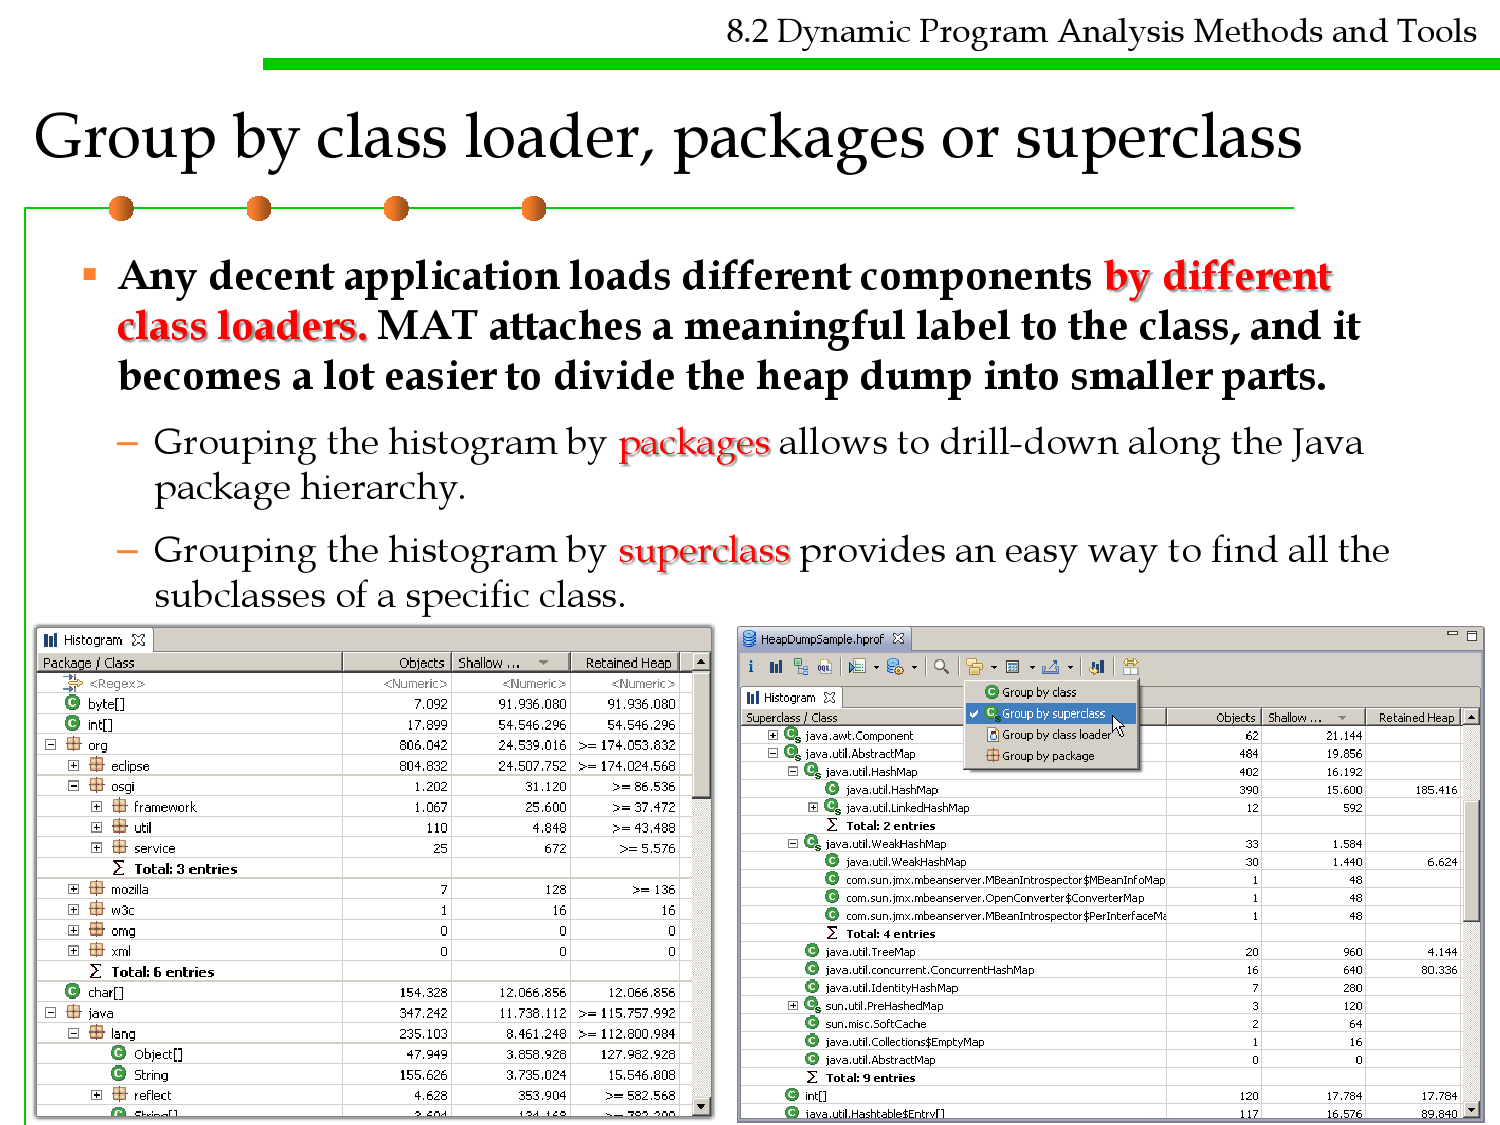 8.2 Dynamic Program Analysis Methods and Tools
Group by class loader, packages or superclass
Any decent application loads different components by different
class loaders. MAT attaches a meaningful label to the class, and it
becomes a lot easier to divide the heap dump into smaller parts.
– Grouping the histogram by packages allows to drill-down along the Java
package hierarchy.
– Grouping the histogram by superclass provides an easy way to find all the
subclasses of a specific class.
Histogram
Package / Class Objects Shallow ... Retained Heap
<Regex> <Numeric> <Numeric> <Numeric>
byte[] 7.092 91.936.080 91.936.080
int[] 17.899 54.546.296 54.546.296
org 806.042 24.539.016 >= 174.053.832
eclipse 804.832 24.507.752 >= 174.024.568
osgi 1.202 31.120 >= 86.536
framework 1.067 25.600 >= 37.472
util 110 4.848 >= 43.488
service 25 672 >= 5.576
Σ Total: 3 entries
mozilla 7 128 >= 136
w3c 1 16 16
omg 0 0 0
xml 0 0 0
Σ Total: 6 entries
char[] 154.328 12.066.856 12.066.856
java 347.242 11.738.112 >= 115.757.992
lang 235.103 8.461.248 >= 112.800.984
Object[] 47.949 3.858.928 127.982.928
String 155.626 3.735.024 15.546.808
reflect 4.628 353.904 >= 582.568
String[]
HeapDumpSample.hprof
Histogram
Group by class
Group by superclass
Group by class loader
Group by package
Superclass / Class Objects Shallow ... Retained Heap
java.awt.Component 62 21.144
java.util.AbstractMap 484 19.856
java.util.HashMap 402 16.192
java.util.HashMap 390 15.600 185.416
java.util.LinkedHashMap 12 592
Σ Total: 2 entries
java.util.WeakHashMap 33 1.584
java.util.WeakHashMap 30 1.440 6.624
com.sun.jmx.mbeanserver.MBeanIntrospector$MBeanInfoMap 1 48
com.sun.jmx.mbeanserver.OpenConverter$ConverterMap 1 48
com.sun.jmx.mbeanserver.MBeanIntrospector$PerInterfaceMa 1 48
Σ Total: 4 entries
java.util.TreeMap 20 960 4.144
java.util.concurrent.ConcurrentHashMap 16 640 80.336
java.util.IdentityHashMap 7 280
sun.util.PreHashedMap 3 120
sun.misc.SoftCache 2 64
java.util.Collections$EmptyMap 1 16
java.util.AbstractMap 0 0
Σ Total: 9 entries
int[] 120 17.784 17.784
java.util.Hashtable$Entry[] 117 16.576 89.840